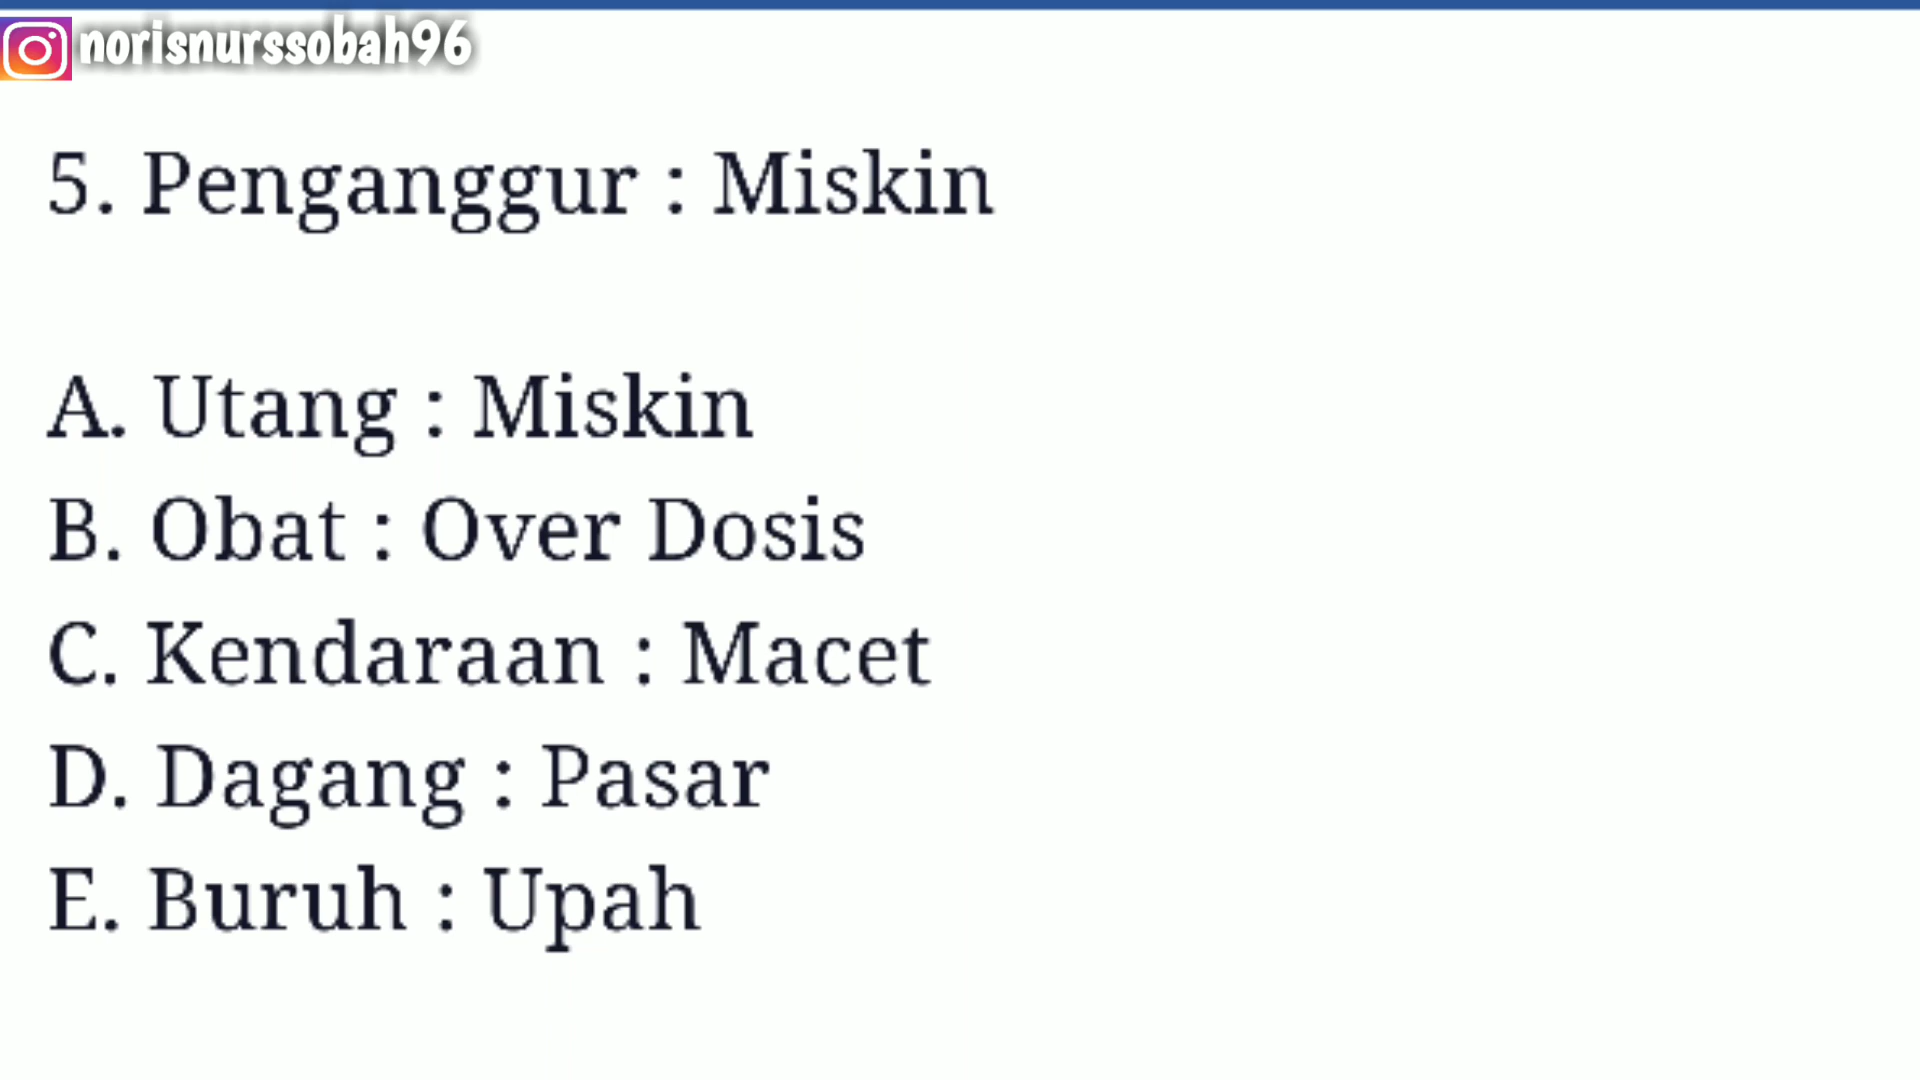 norisnurssobah96
5. Penganggur : Miskin
A. Utang : Miskin
B. Obat : Over Dosis
C. Kendaraan : Macet
D. Dagang : Pasar
E. Buruh : Upah